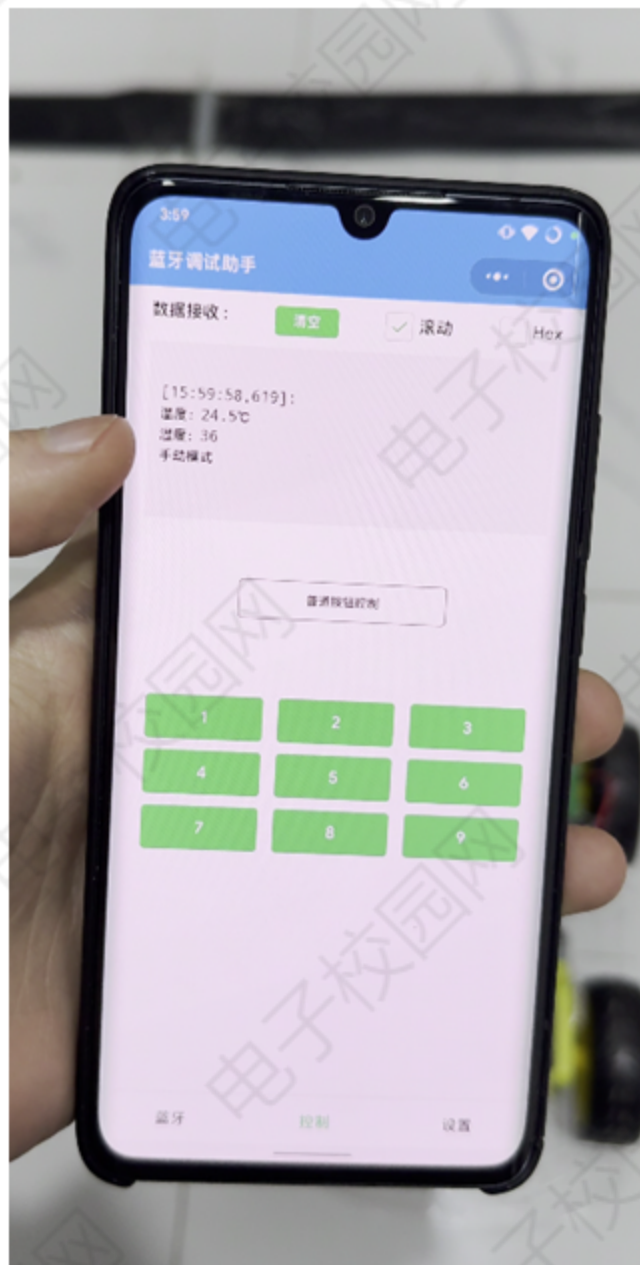 3:59
蓝牙调试助手
数据接收：
清空
滚动
Hex
[15:59:58,619]:
温度: 24.5℃
湿度: 36
手动模式
普通按钮控制
1
2
3
4
5
6
7
8
9
蓝牙
控制
设置
电子校园网